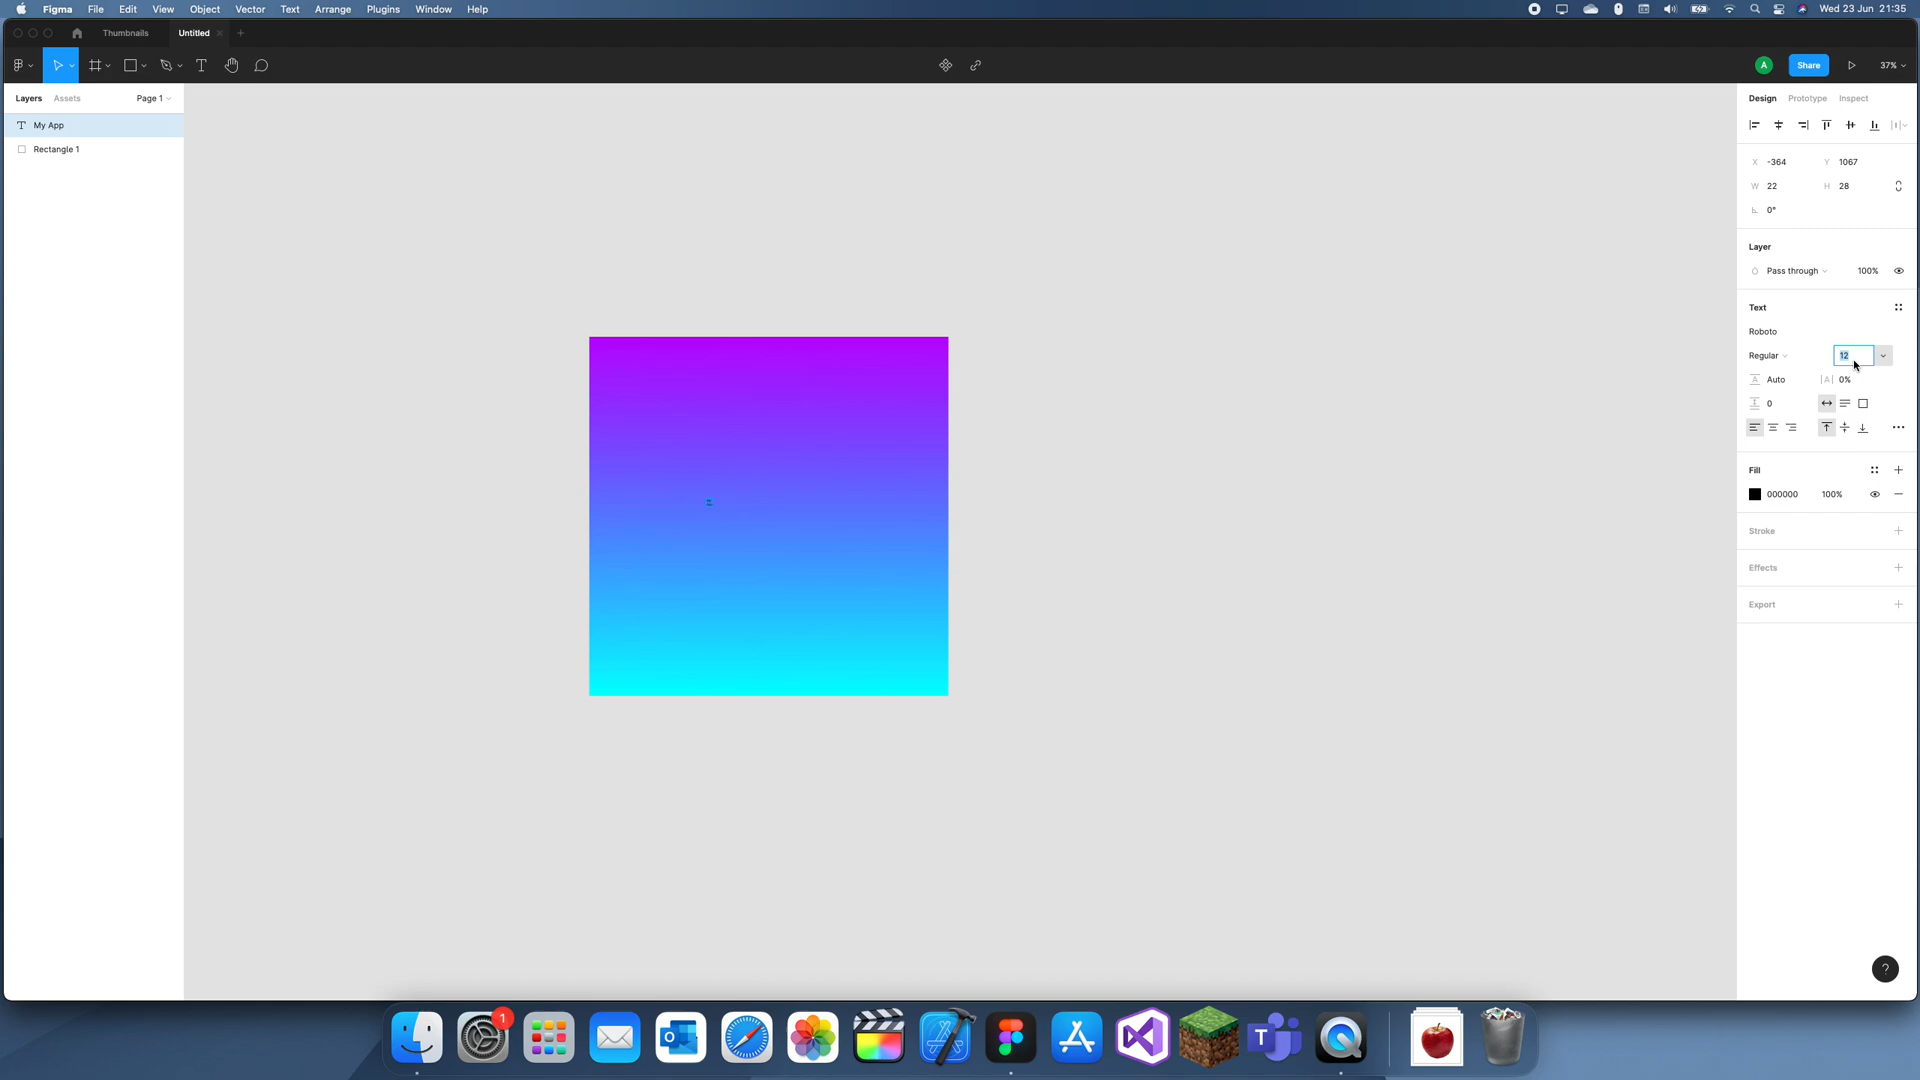 Figma File Edit View Object Vector Text Arrange Plugins Window Help Wed 23 Jun 21:35
Thumbnails Untitled
A Share 37%
Layers Assets Page 1 Design Prototype Inspect
My App
Rectangle 1
X -364 Y 1067
W 22 H 28
0°
Layer
Pass through 100%
Text
Roboto
Regular 12
Auto 0%
0
Fill
000000 100%
Stroke
Effects
Export
?
1